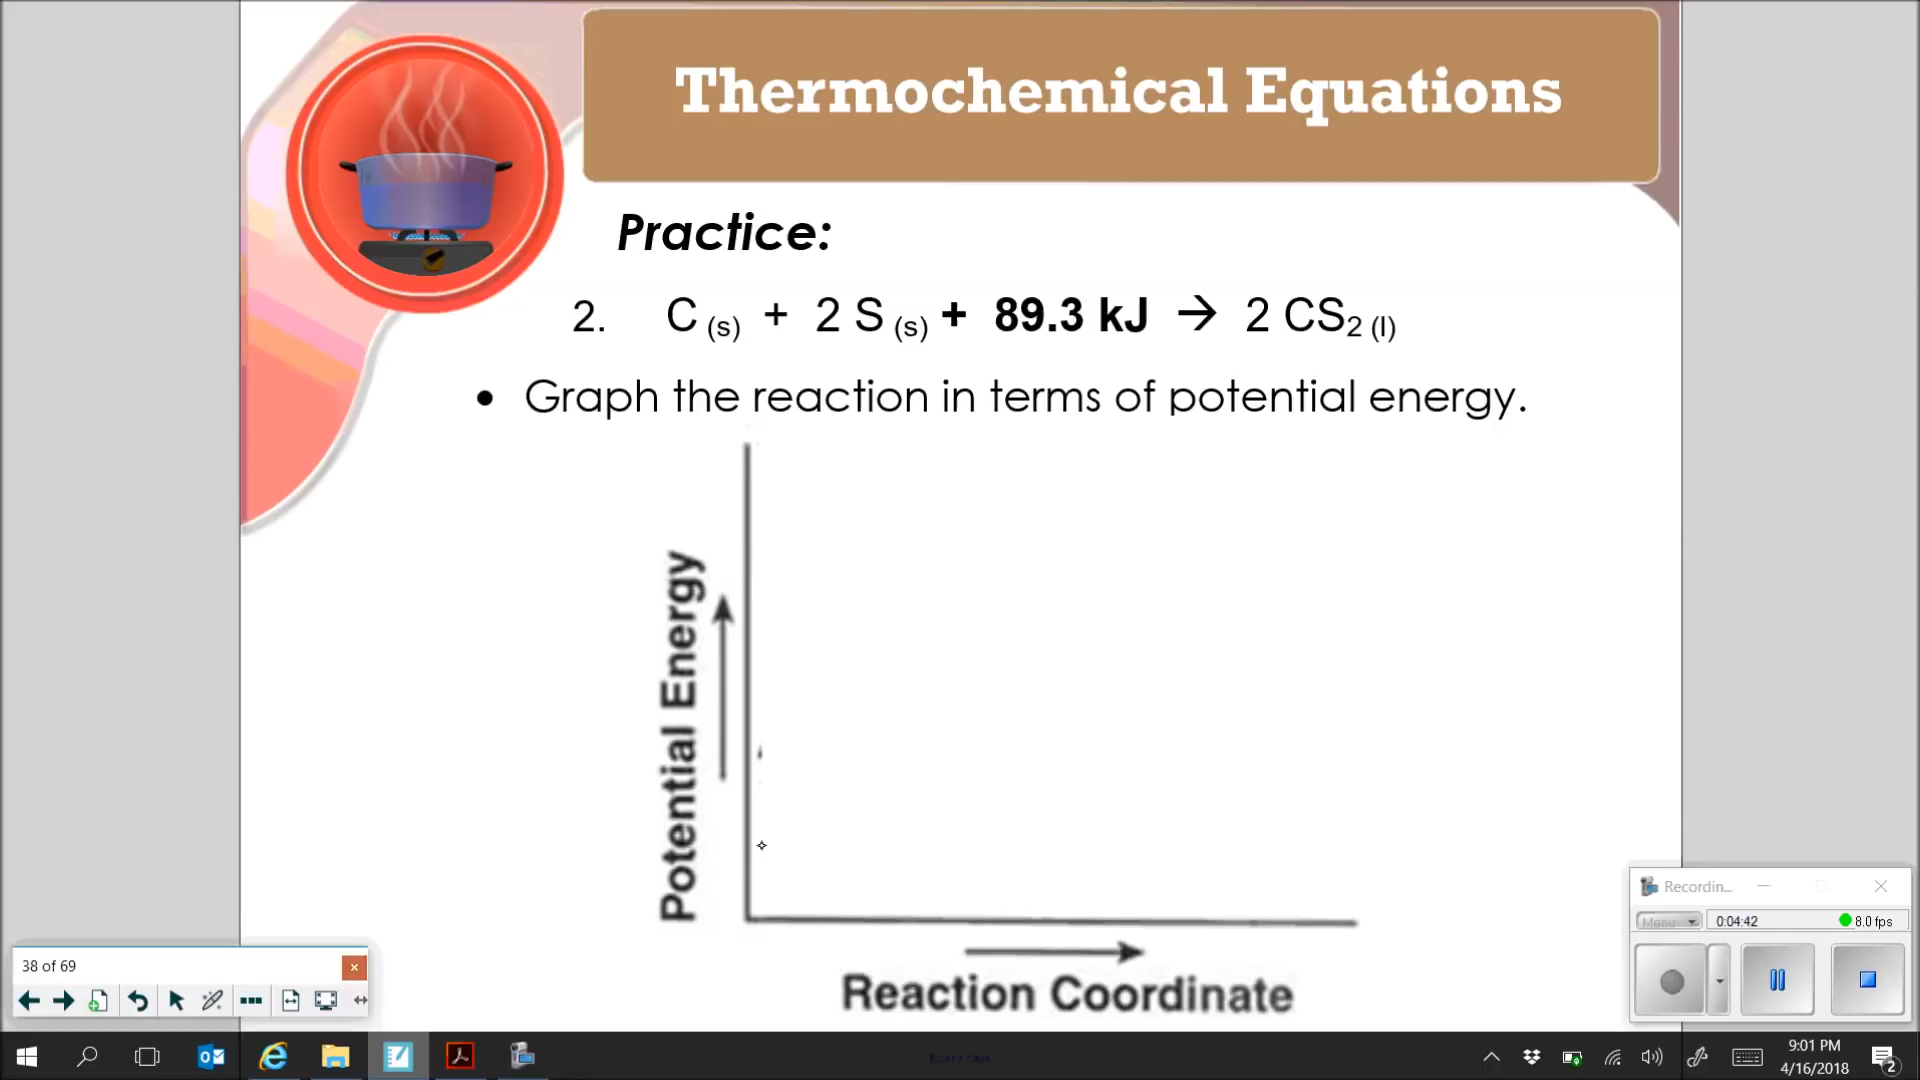 Thermochemical Equations
Practice:
2. C (s) + 2 S (s) + 89.3 kJ → 2 CS2 (l)
• Graph the reaction in terms of potential energy.
Potential Energy
Reaction Coordinate
Recordin...
Menu
0:04:42
8.0 fps
38 of 69
9:01 PM
4/16/2018
2